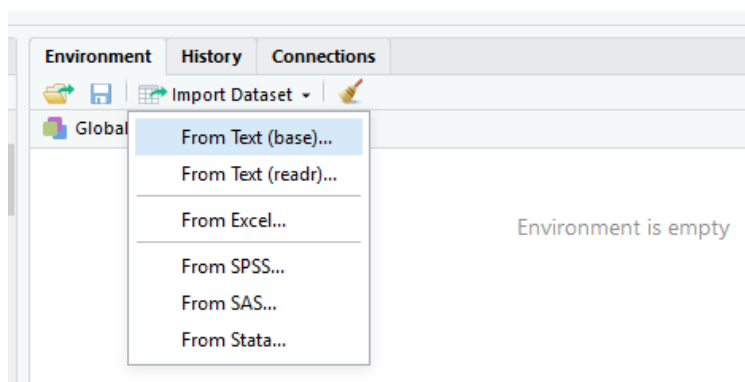 Environment History Connections
Import Dataset
Global
From Text (base)...
From Text (readr)...
From Excel...
Environment is empty
From SPSS...
From SAS...
From Stata...